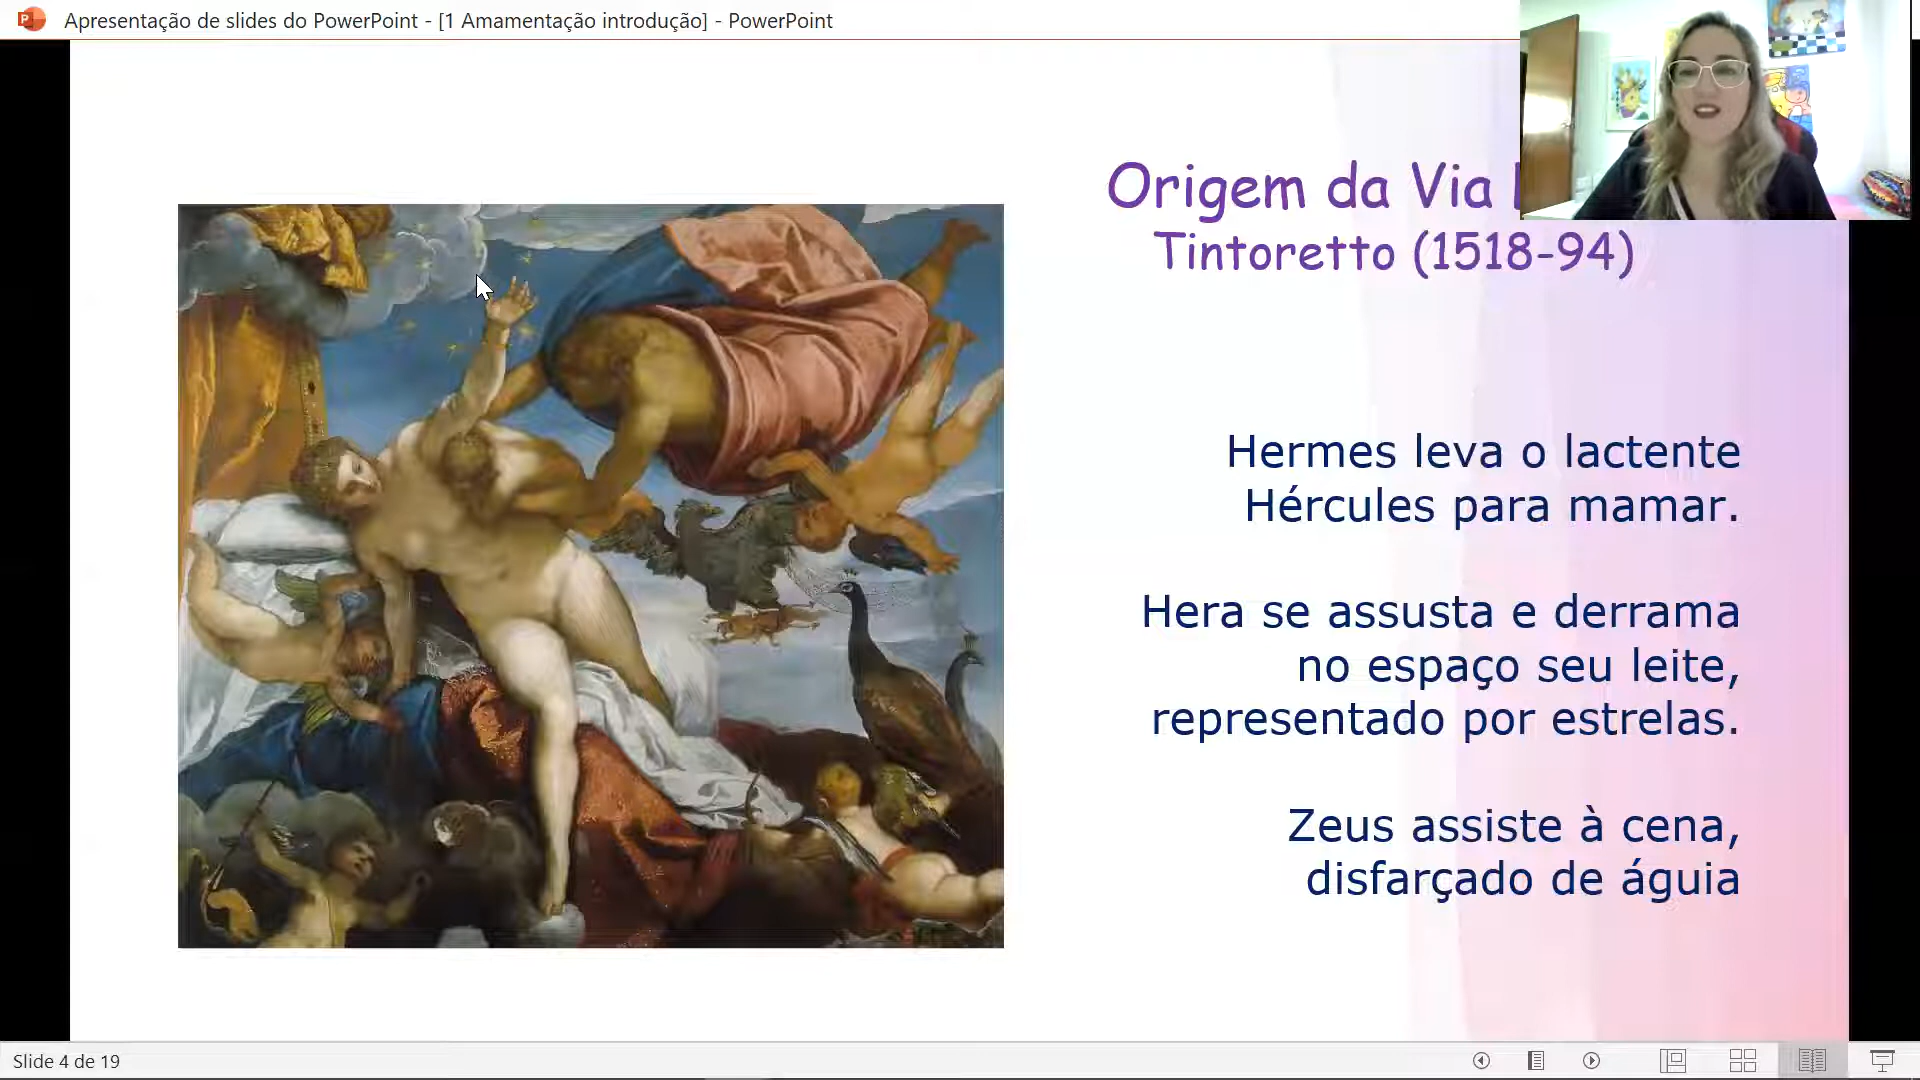 Apresentação de slides do PowerPoint - [1 Amamentação introdução] - PowerPoint
Origem da Via
Tintoretto (1518-94)
Hermes leva o lactente
Hércules para mamar.
Hera se assusta e derrama
no espaço seu leite,
representado por estrelas.
Zeus assiste à cena,
disfarçado de águia
Slide 4 de 19